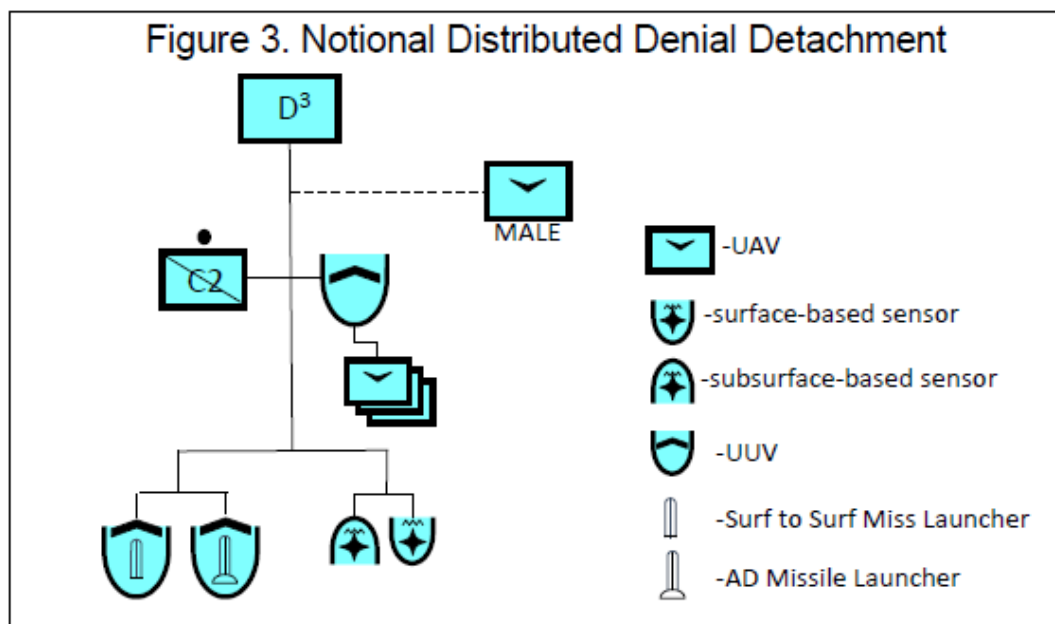 Figure 3. Notional Distributed Denial Detachment
D³
MALE
C2
-UAV
-surface-based sensor
-subsurface-based sensor
-UUV
-Surf to Surf Miss Launcher
-AD Missile Launcher